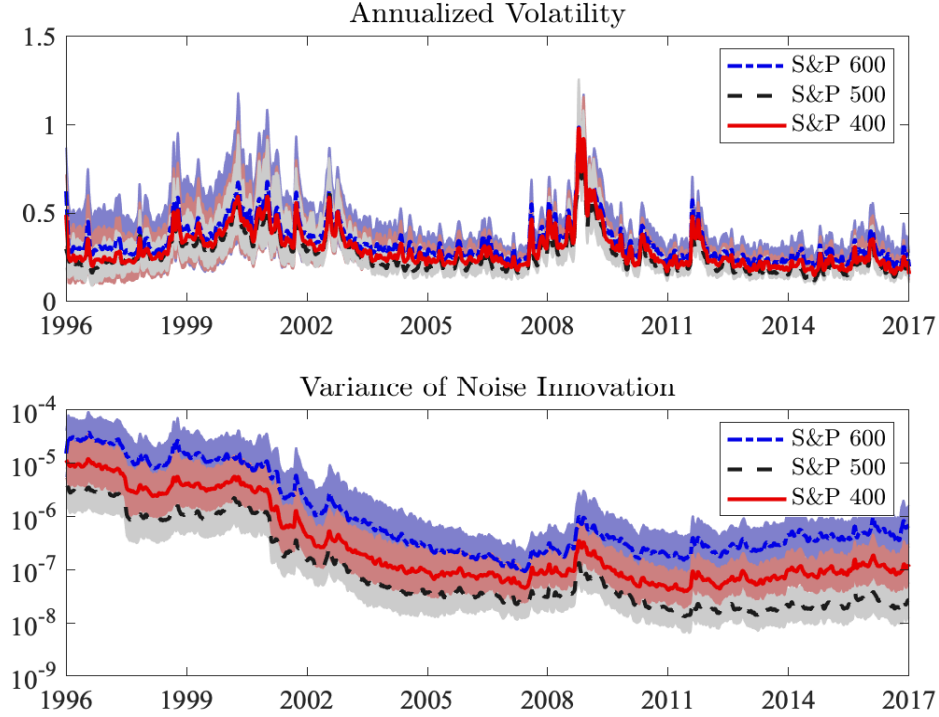 Annualized Volatility
1.5
1
0.5
0
S&P 600
S&P 500
S&P 400
1996 1999 2002 2005 2008 2011 2014 2017
Variance of Noise Innovation
10^-4
10^-5
10^-6
10^-7
10^-8
10^-9
S&P 600
S&P 500
S&P 400
1996 1999 2002 2005 2008 2011 2014 2017